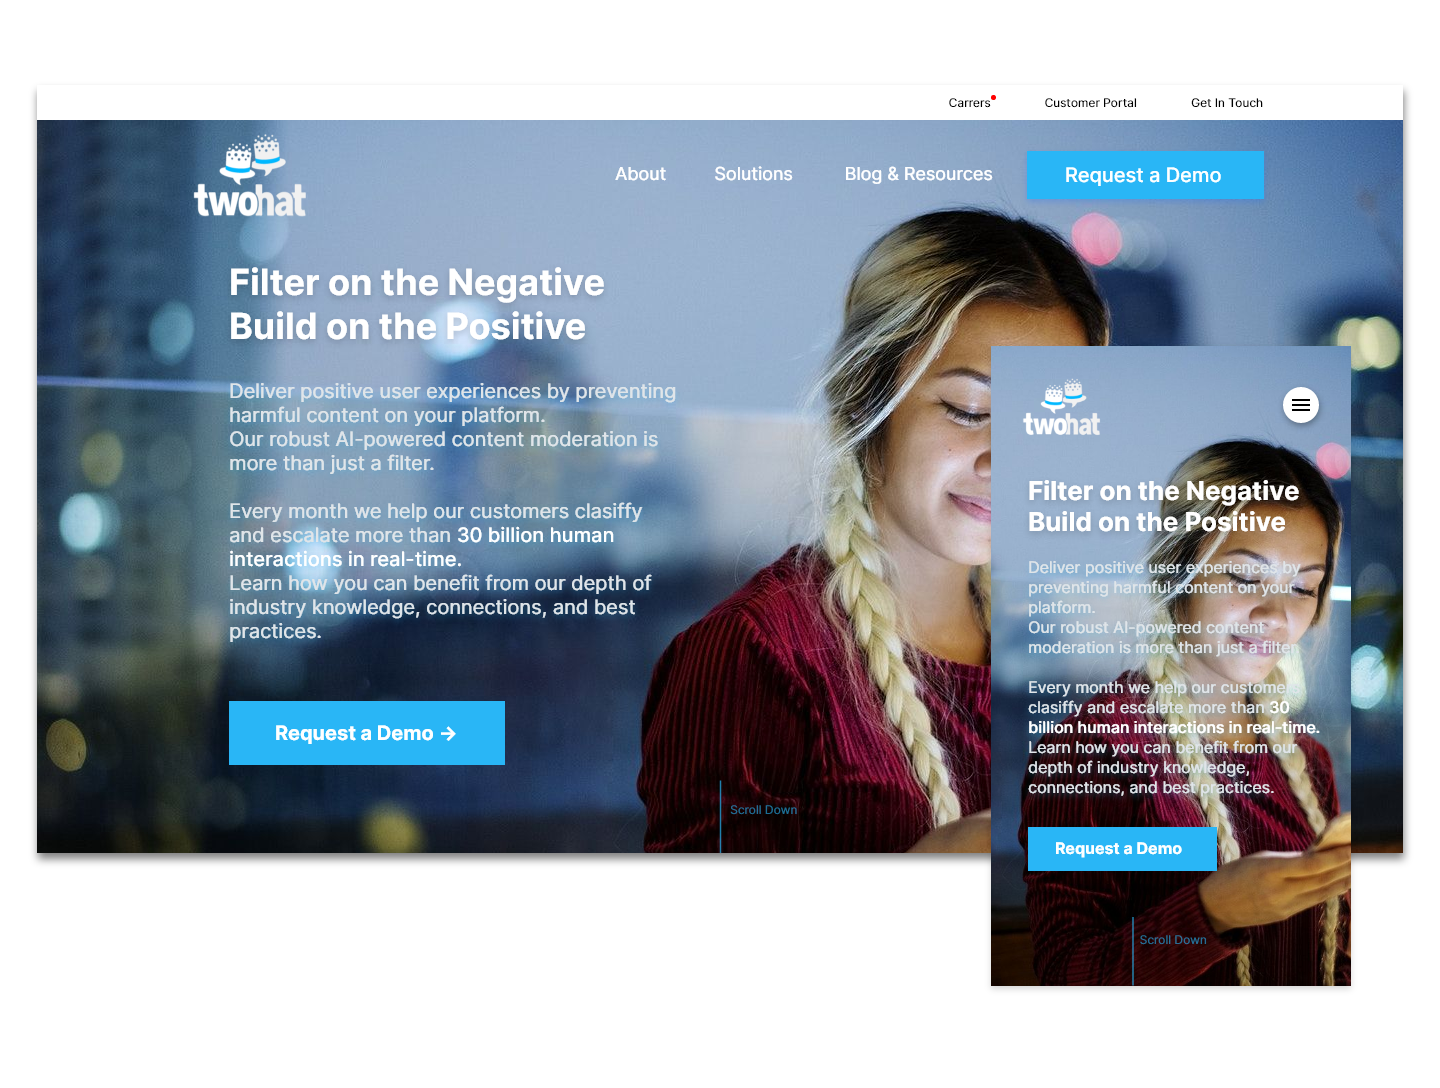 Carrers
Customer Portal
Get In Touch
twohat
About
Solutions
Blog & Resources
Request a Demo
Filter on the Negative
Build on the Positive
Deliver positive user experiences by preventing
harmful content on your platform.
Our robust AI-powered content moderation is
more than just a filter.
Every month we help our customers clasiffy
and escalate more than 30 billion human
interactions in real-time.
Learn how you can benefit from our depth of
industry knowledge, connections, and best
practices.
Request a Demo →
Scroll Down
twohat
Filter on the Negative
Build on the Positive
Deliver positive user experiences by
preventing harmful content on your
platform.
Our robust AI-powered content
moderation is more than just a filter.
Every month we help our customers
clasiffy and escalate more than 30
billion human interactions in real-time.
Learn how you can benefit from our
depth of industry knowledge,
connections, and best practices.
Request a Demo
Scroll Down